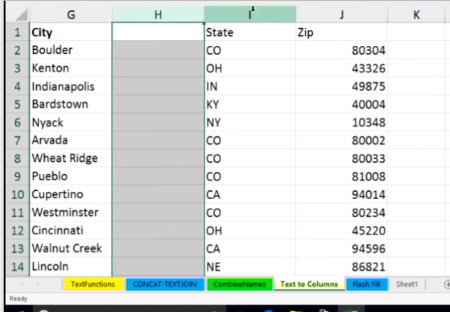 G H I J K
1 City State Zip
2 Boulder CO 80304
3 Kenton OH 43326
4 Indianapolis IN 49875
5 Bardstown KY 40004
6 Nyack NY 10348
7 Arvada CO 80002
8 Wheat Ridge CO 80033
9 Pueblo CO 81008
10 Cupertino CA 94014
11 Westminster CO 80234
12 Cincinnati OH 45220
13 Walnut Creek CA 94596
14 Lincoln NE 86821
TextFunctions CONCAT-TEXTJOIN CombineNames Text to Columns Flash Fill Sheet1
Ready